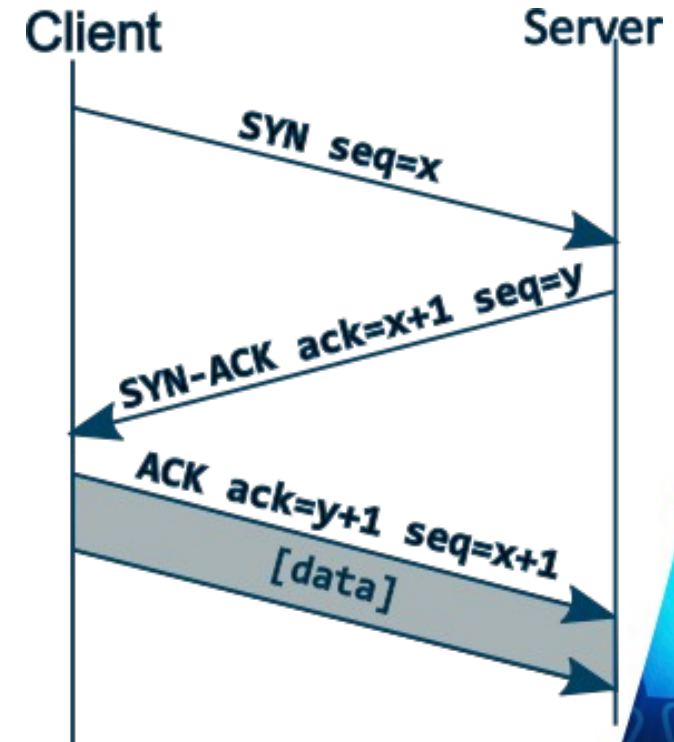 Client
Server
SYN seq=x
SYN-ACK ack=x+1 seq=y
ACK ack=y+1 seq=x+1
[data]